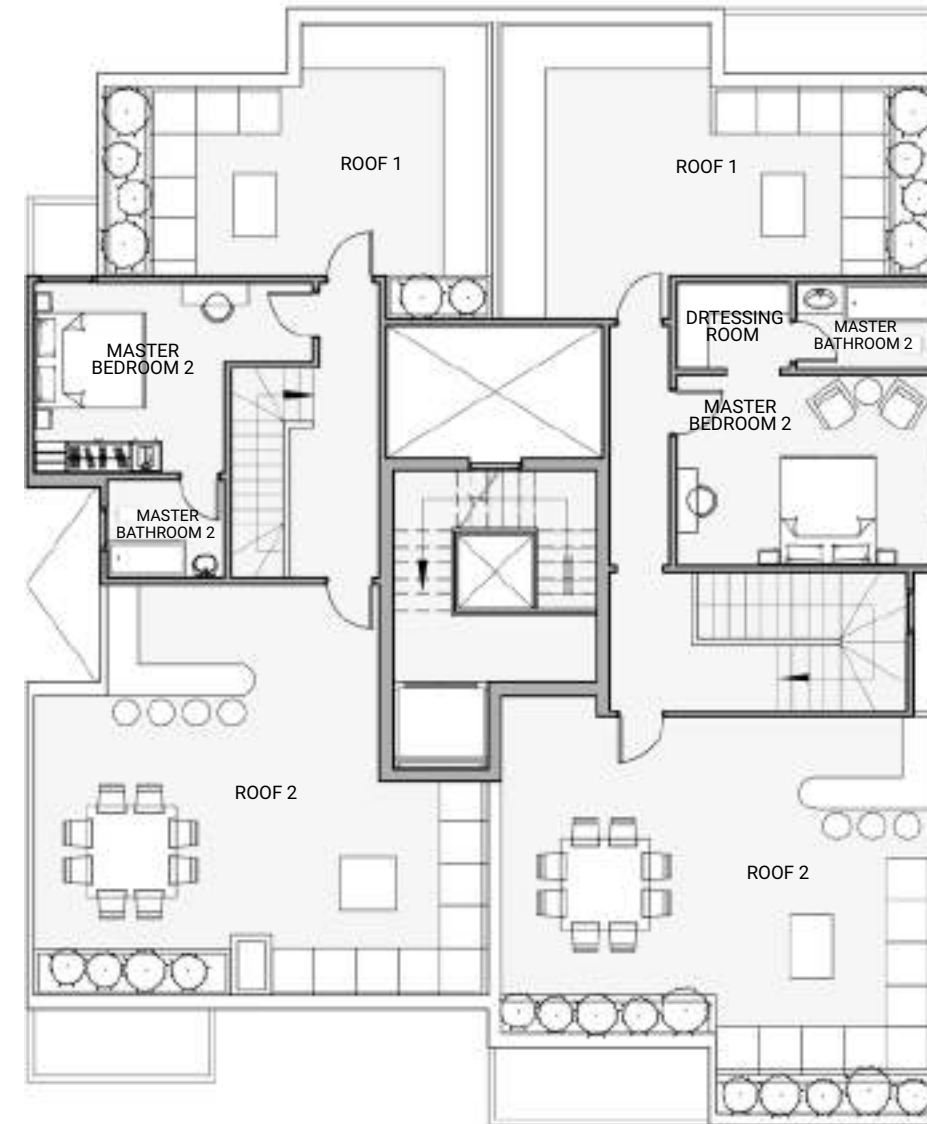 ROOF 1
ROOF 1
DRTESSING
ROOM
MASTER
BATHROOM 2
MASTER
BEDROOM 2
MASTER
BEDROOM 2
MASTER
BATHROOM 2
ROOF 2
ROOF 2